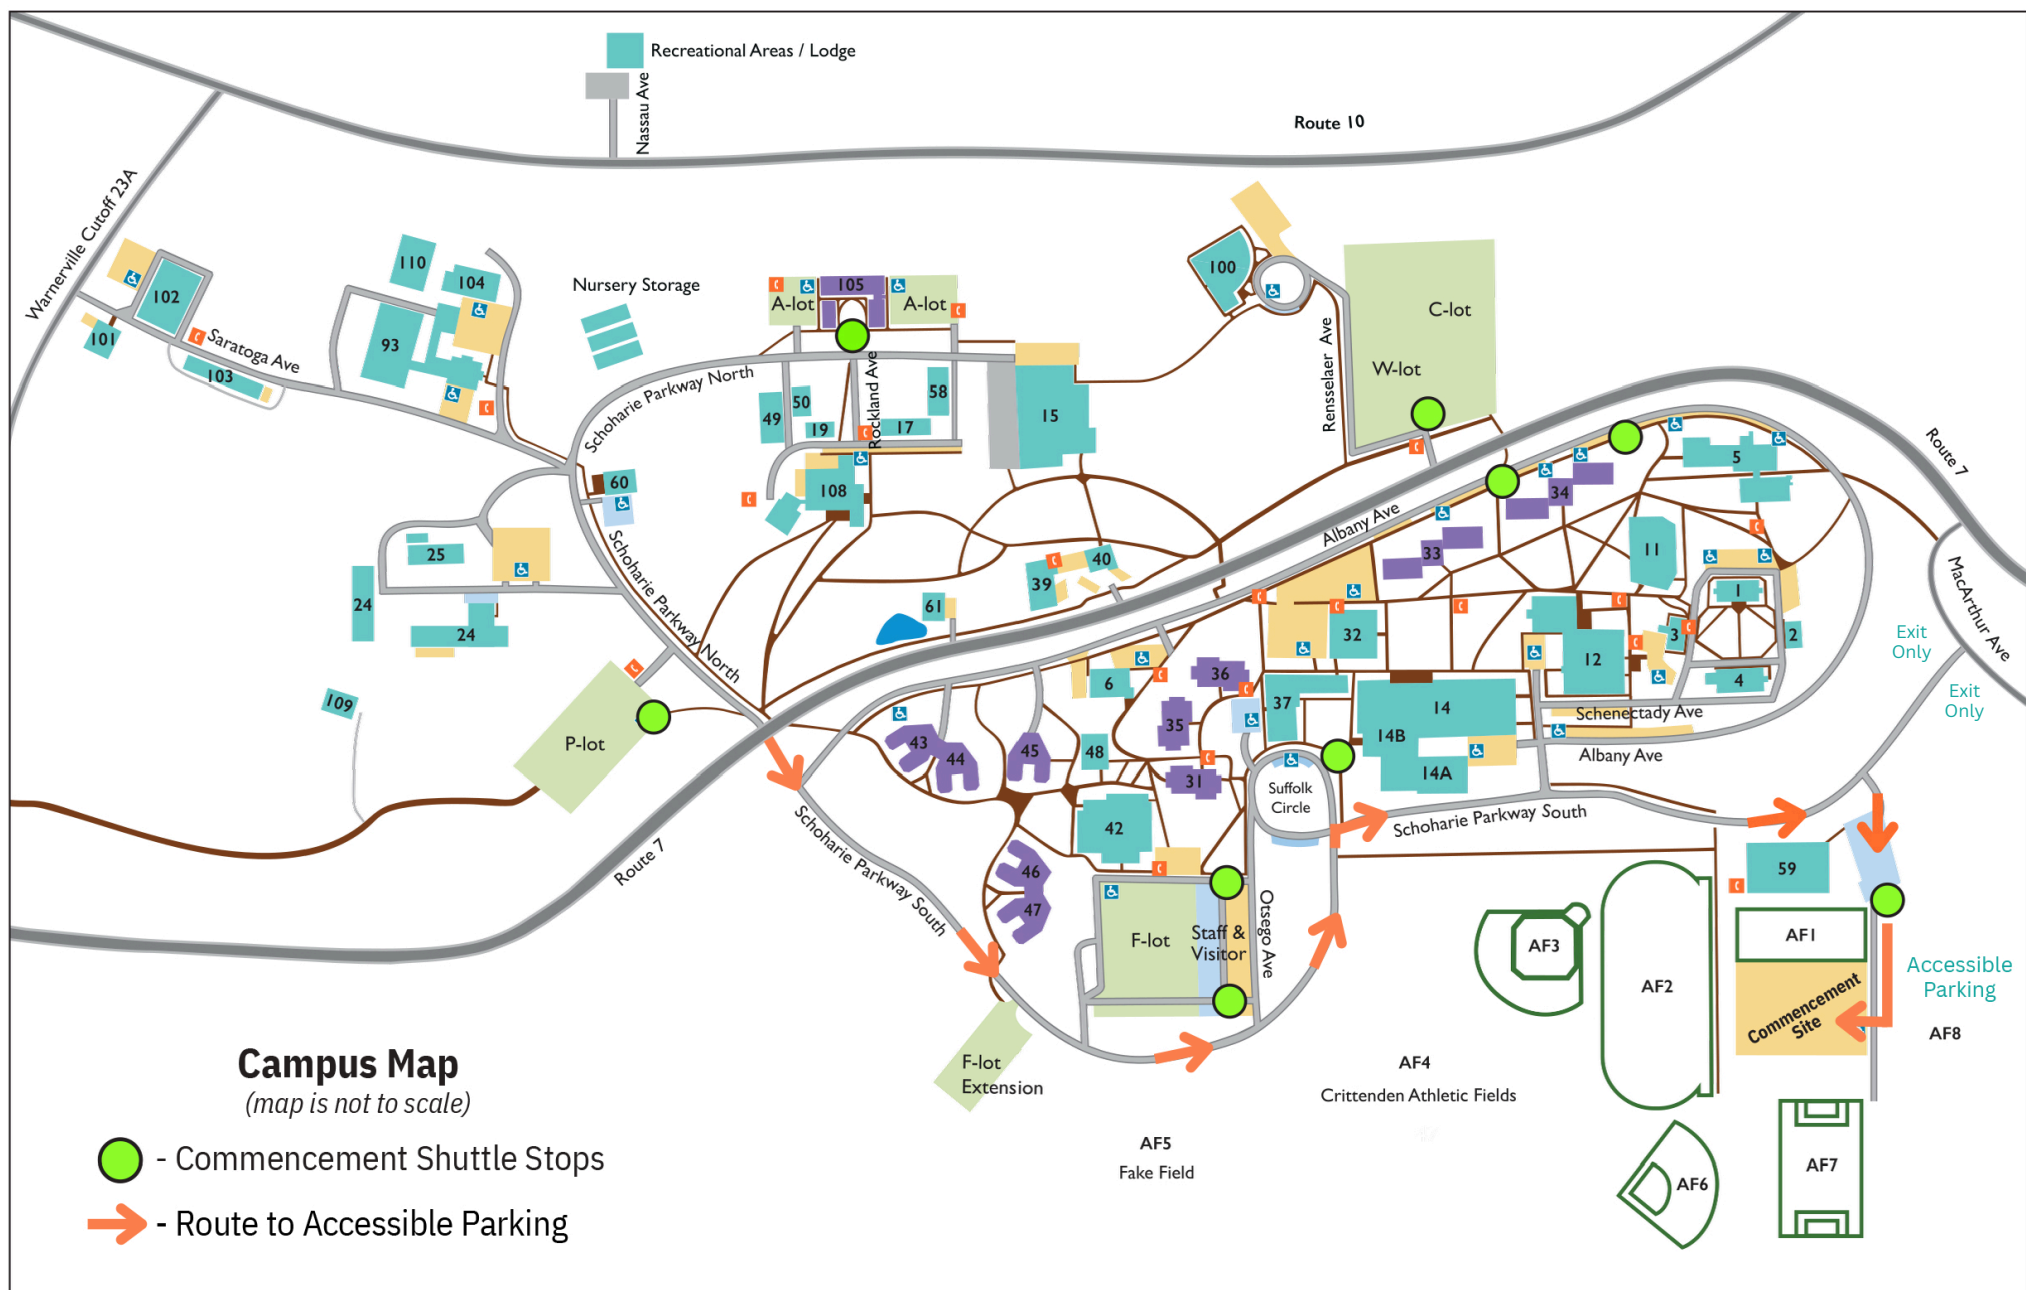 Recreational Areas / Lodge
Nassau Ave
Route 10
Warnerville Cutoff 23A
110
104
102
101
103
Saratoga Ave
93
Nursery Storage
A-lot
105
A-lot
100
C-lot
W-lot
Rensselaer Ave
Schoharie Parkway North
Rockland Ave
49
50
19
17
58
15
108
60
25
24
24
109
Schoharie Parkway North
61
39
40
Albany Ave
34
33
5
11
1
2
3
4
12
32
Route 7
MacArthur Ave
Exit
Only
Exit
Only
P-lot
Route 7
43
44
45
48
6
36
35
31
37
14
14B
14A
Schenectady Ave
Albany Ave
Suffolk
Circle
42
46
47
Schoharie Parkway South
Schoharie Parkway South
F-lot
Staff &
Visitor
Otsego Ave
F-lot
Extension
59
AF1
AF2
AF3
Commencement
Site
Accessible
Parking
AF8
AF4
Crittenden Athletic Fields
AF5
Fake Field
AF6
AF7
Campus Map
(map is not to scale)
- Commencement Shuttle Stops
- Route to Accessible Parking